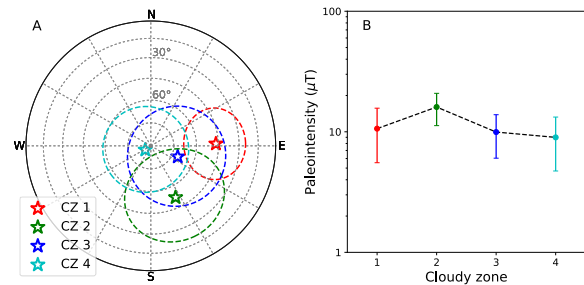 A
N
30°
60°
W
E
S
CZ 1
CZ 2
CZ 3
CZ 4
B
100
10
1
Paleointensity (μT)
1 2 3 4
Cloudy zone